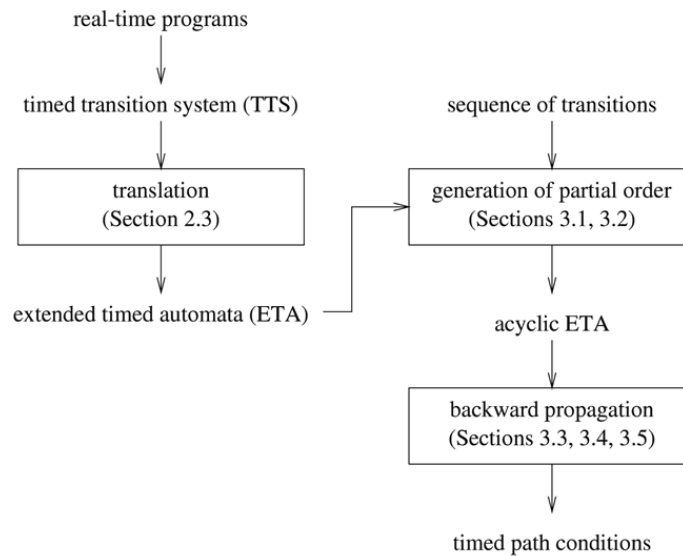 real-time programs
timed transition system (TTS)
translation
(Section 2.3)
extended timed automata (ETA)
sequence of transitions
generation of partial order
(Sections 3.1, 3.2)
acyclic ETA
backward propagation
(Sections 3.3, 3.4, 3.5)
timed path conditions